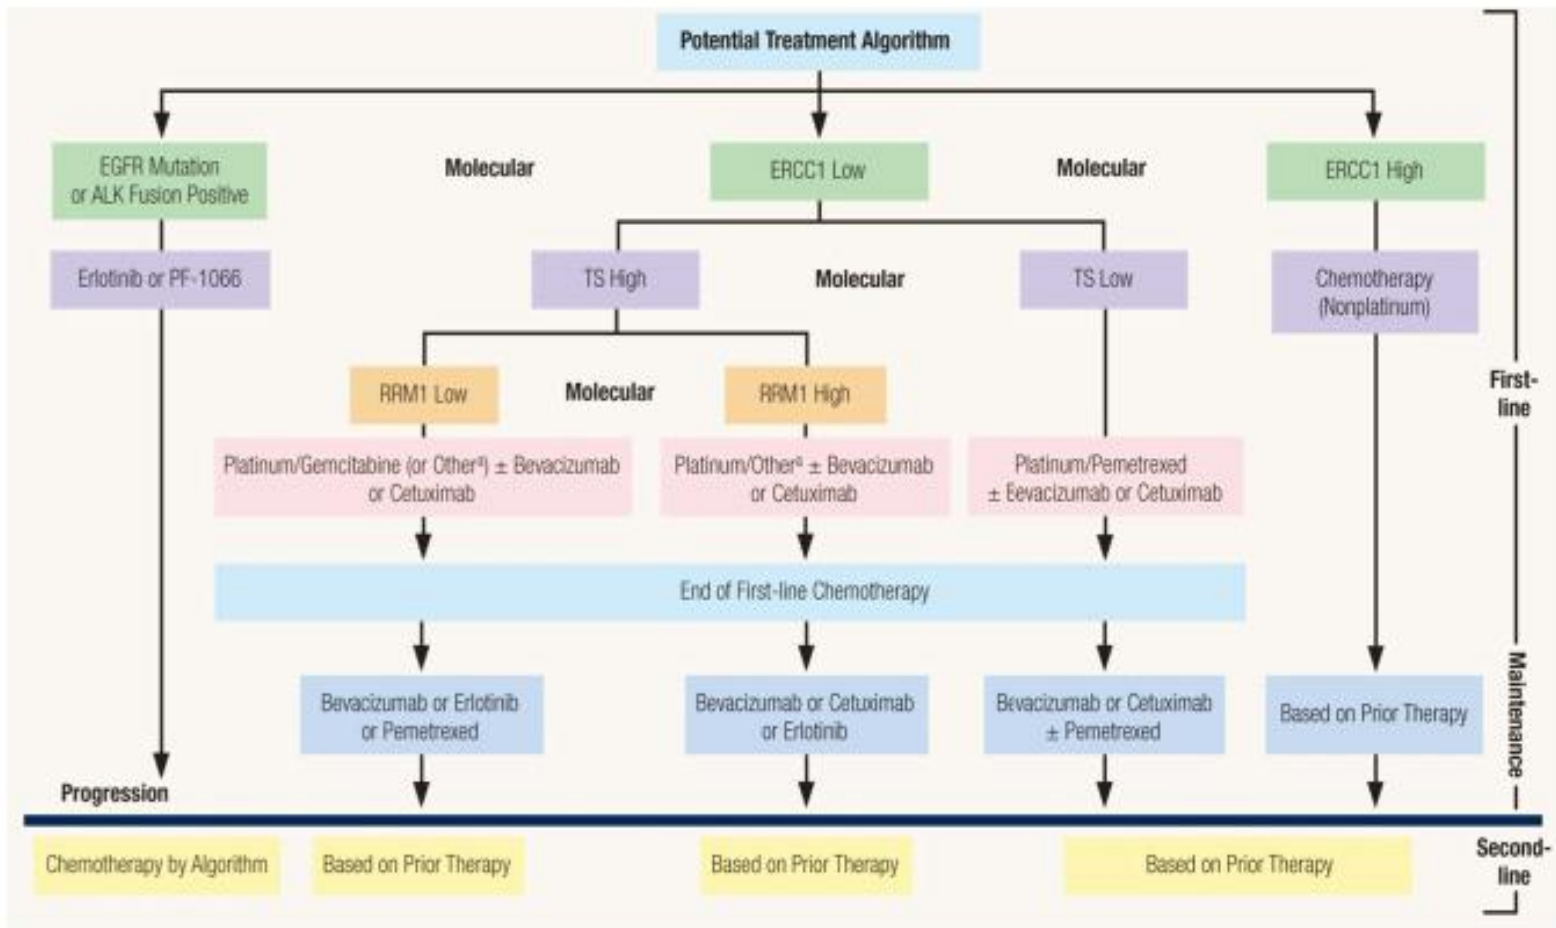 Potential Treatment Algorithm
EGFR Mutation
or ALK Fusion Positive
Molecular
ERCC1 Low
Molecular
ERCC1 High
Erlotinib or PF-1066
TS High
Molecular
TS Low
Chemotherapy
(Nonplatinum)
RRM1 Low
Molecular
RRM1 High
First-
line
Platinum/Gemcitabine (or Otherª) ± Bevacizumab
or Cetuximab
Platinum/Otherª ± Bevacizumab
or Cetuximab
Platinum/Pemetrexed
± Eevacizumab or Cetuximab
End of First-line Chemotherapy
Bevacizumab or Erlotinib
or Pemetrexed
Bevacizumab or Cetuximab
or Erlotinib
Bevacizumab or Cetuximab
± Pemetrexed
Based on Prior Therapy
Maintenance
Progression
Chemotherapy by Algorithm
Based on Prior Therapy
Based on Prior Therapy
Based on Prior Therapy
Second-
line